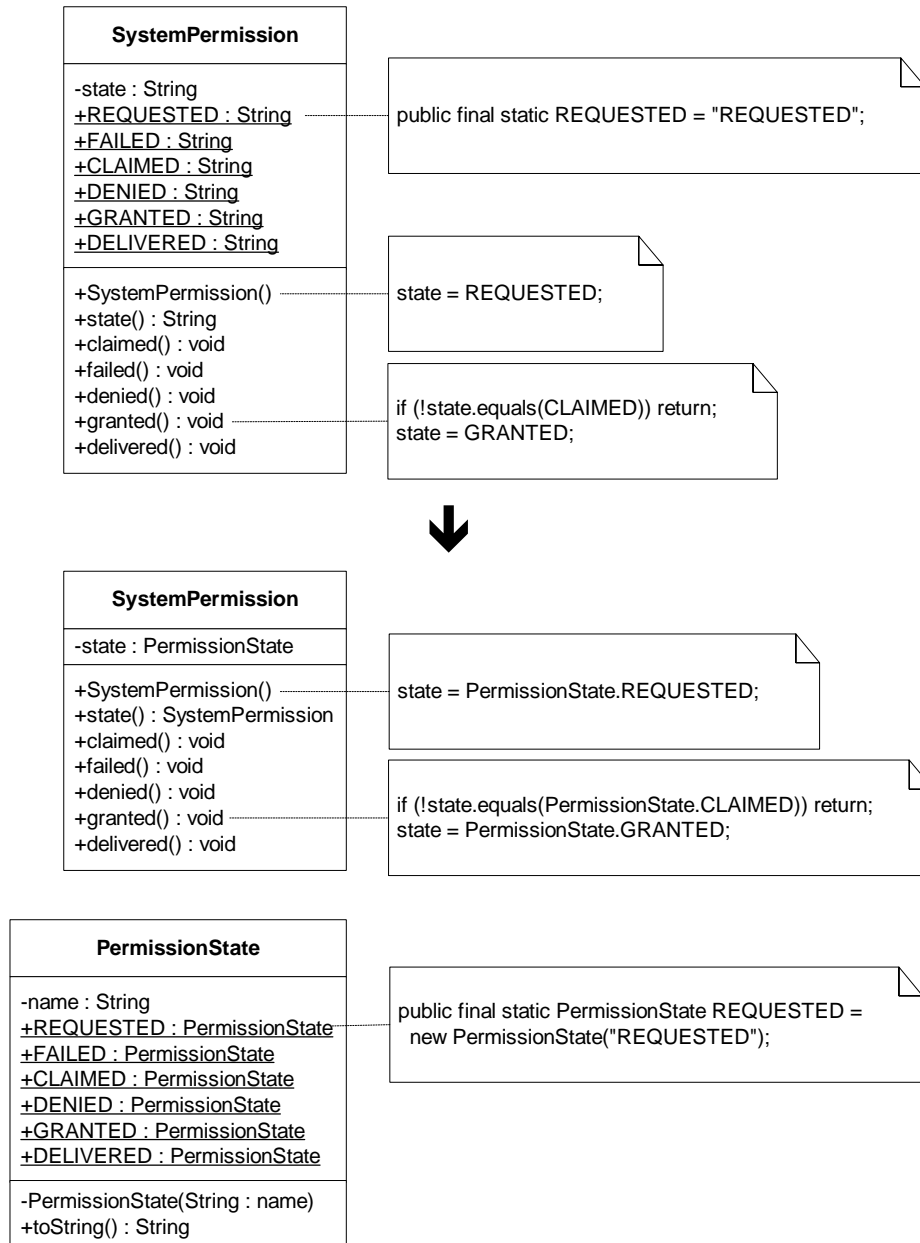 SystemPermission
-state : String
+REQUESTED : String
+FAILED : String
+CLAIMED : String
+DENIED : String
+GRANTED : String
+DELIVERED : String
public final static REQUESTED = "REQUESTED";
+SystemPermission()
+state() : String
+claimed() : void
+failed() : void
+denied() : void
+granted() : void
+delivered() : void
state = REQUESTED;
if (!state.equals(CLAIMED)) return;
state = GRANTED;
SystemPermission
-state : PermissionState
+SystemPermission()
+state() : SystemPermission
+claimed() : void
+failed() : void
+denied() : void
+granted() : void
+delivered() : void
state = PermissionState.REQUESTED;
if (!state.equals(PermissionState.CLAIMED)) return;
state = PermissionState.GRANTED;
PermissionState
-name : String
+REQUESTED : PermissionState
+FAILED : PermissionState
+CLAIMED : PermissionState
+DENIED : PermissionState
+GRANTED : PermissionState
+DELIVERED : PermissionState
-PermissionState(String : name)
+toString() : String
public final static PermissionState REQUESTED =
new PermissionState("REQUESTED");